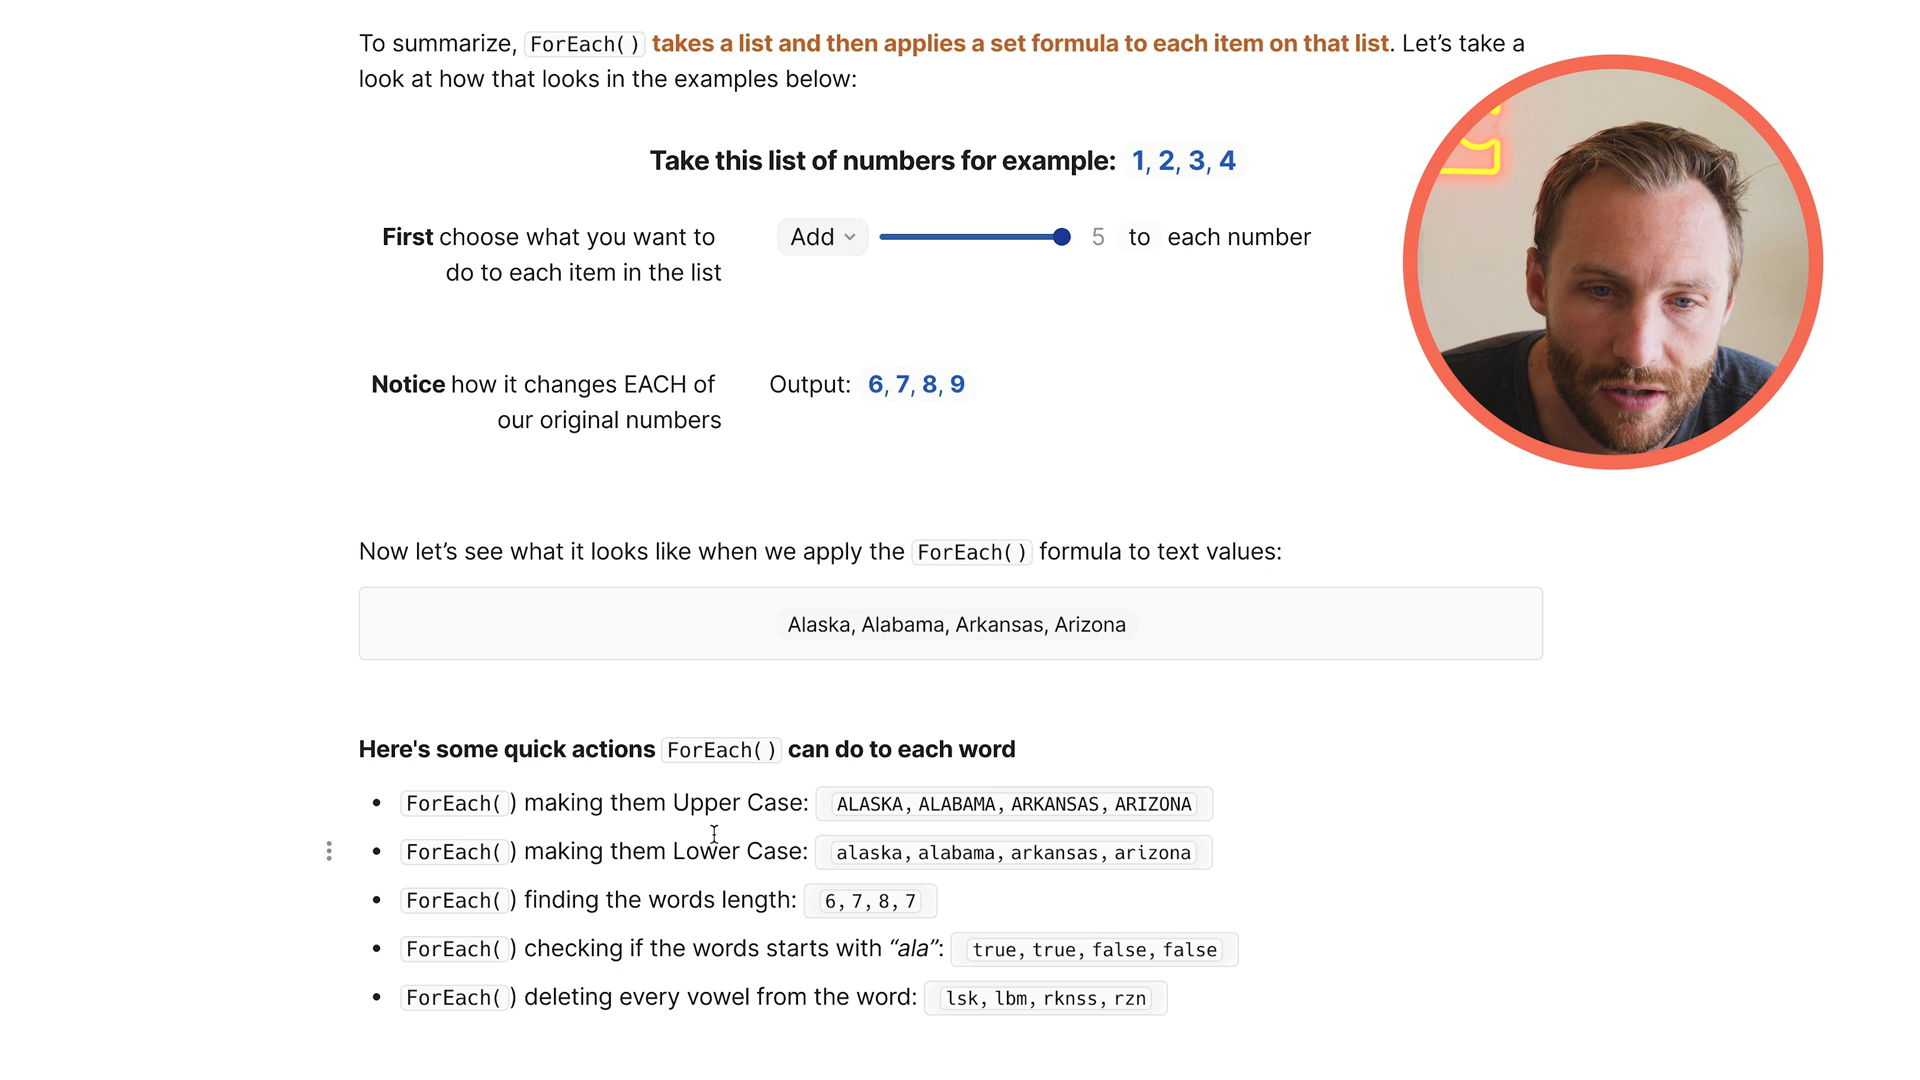 To summarize, ForEach() takes a list and then applies a set formula to each item on that list. Let’s take a
look at how that looks in the examples below:
Take this list of numbers for example: 1, 2, 3, 4
First choose what you want to
do to each item in the list
Add 5 to each number
Notice how it changes EACH of
our original numbers
Output: 6, 7, 8, 9
Now let’s see what it looks like when we apply the ForEach() formula to text values:
Alaska, Alabama, Arkansas, Arizona
Here's some quick actions ForEach() can do to each word
• ForEach() making them Upper Case: ALASKA, ALABAMA, ARKANSAS, ARIZONA
• ForEach() making them Lower Case: alaska, alabama, arkansas, arizona
• ForEach() finding the words length: 6, 7, 8, 7
• ForEach() checking if the words starts with “ala”: true, true, false, false
• ForEach() deleting every vowel from the word: lsk, lbm, rknss, rzn